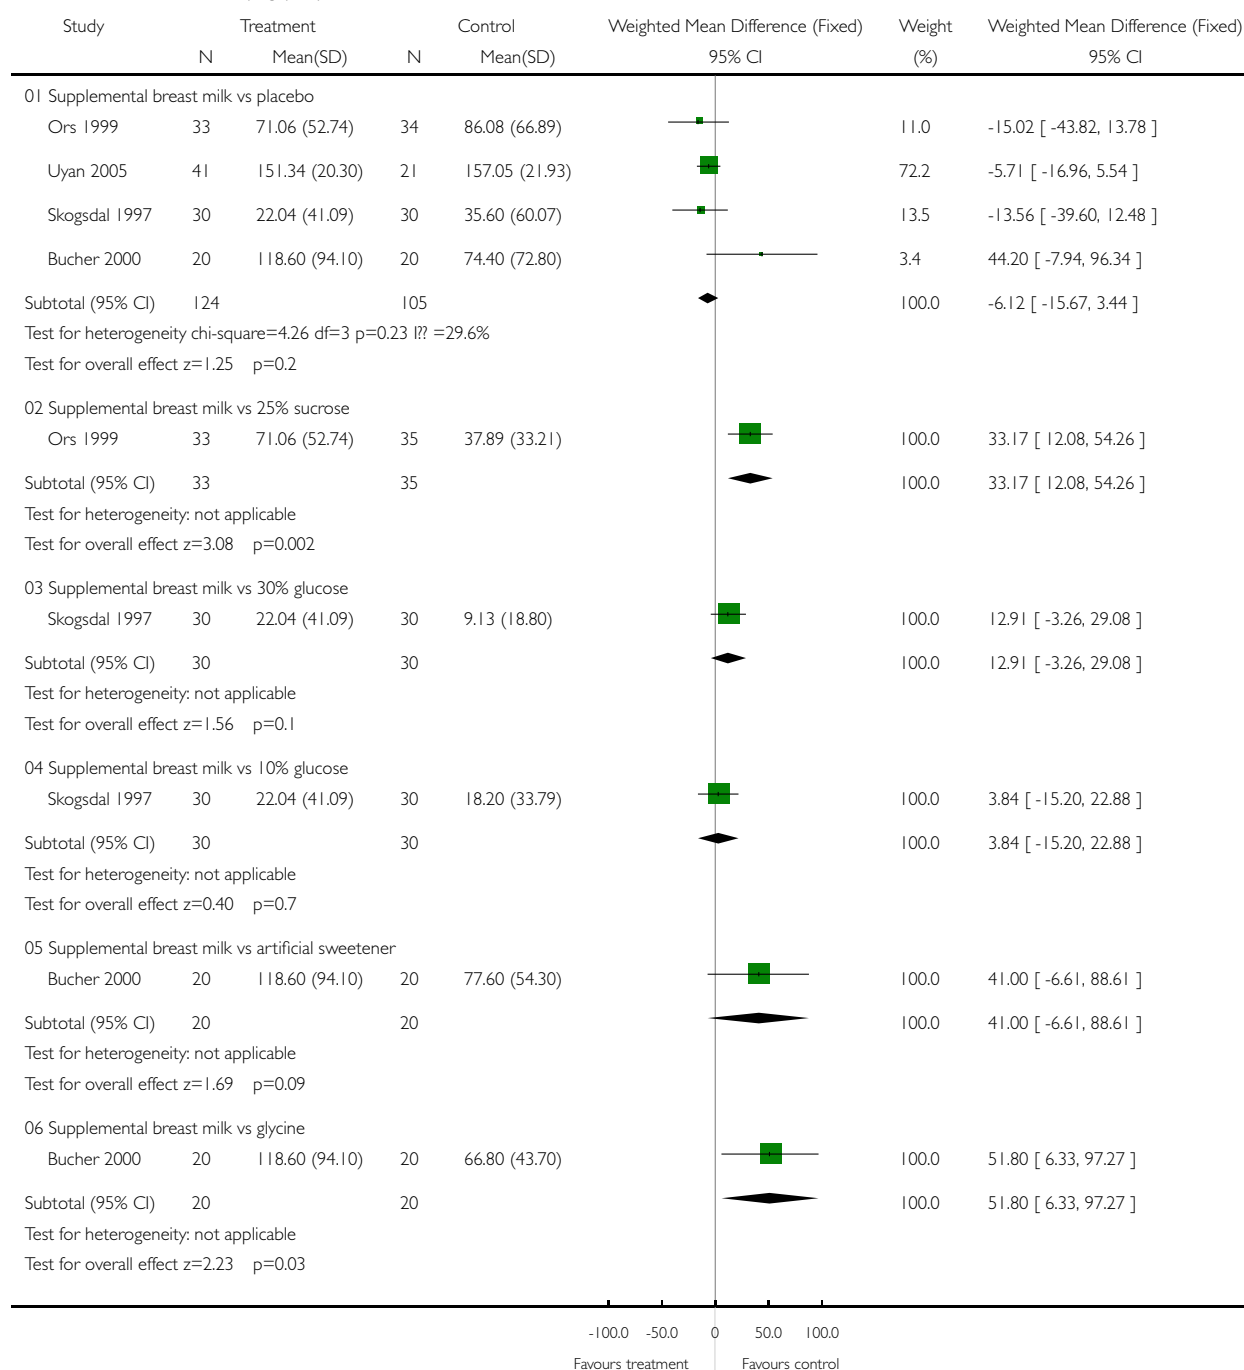 Study Treatment Control Weighted Mean Difference (Fixed) Weight Weighted Mean Difference (Fixed)
N Mean(SD) N Mean(SD) 95% CI (%) 95% CI
01 Supplemental breast milk vs placebo
Ors 1999 33 71.06 (52.74) 34 86.08 (66.89) 11.0 -15.02 [ -43.82, 13.78 ]
Uyan 2005 41 151.34 (20.30) 21 157.05 (21.93) 72.2 -5.71 [ -16.96, 5.54 ]
Skogsdal 1997 30 22.04 (41.09) 30 35.60 (60.07) 13.5 -13.56 [ -39.60, 12.48 ]
Bucher 2000 20 118.60 (94.10) 20 74.40 (72.80) 3.4 44.20 [ -7.94, 96.34 ]
Subtotal (95% CI) 124 105 100.0 -6.12 [ -15.67, 3.44 ]
Test for heterogeneity chi-square=4.26 df=3 p=0.23 I?? =29.6%
Test for overall effect z=1.25 p=0.2
02 Supplemental breast milk vs 25% sucrose
Ors 1999 33 71.06 (52.74) 35 37.89 (33.21) 100.0 33.17 [ 12.08, 54.26 ]
Subtotal (95% CI) 33 35 100.0 33.17 [ 12.08, 54.26 ]
Test for heterogeneity: not applicable
Test for overall effect z=3.08 p=0.002
03 Supplemental breast milk vs 30% glucose
Skogsdal 1997 30 22.04 (41.09) 30 9.13 (18.80) 100.0 12.91 [ -3.26, 29.08 ]
Subtotal (95% CI) 30 30 100.0 12.91 [ -3.26, 29.08 ]
Test for heterogeneity: not applicable
Test for overall effect z=1.56 p=0.1
04 Supplemental breast milk vs 10% glucose
Skogsdal 1997 30 22.04 (41.09) 30 18.20 (33.79) 100.0 3.84 [ -15.20, 22.88 ]
Subtotal (95% CI) 30 30 100.0 3.84 [ -15.20, 22.88 ]
Test for heterogeneity: not applicable
Test for overall effect z=0.40 p=0.7
05 Supplemental breast milk vs artificial sweetener
Bucher 2000 20 118.60 (94.10) 20 77.60 (54.30) 100.0 41.00 [ -6.61, 88.61 ]
Subtotal (95% CI) 20 20 100.0 41.00 [ -6.61, 88.61 ]
Test for heterogeneity: not applicable
Test for overall effect z=1.69 p=0.09
06 Supplemental breast milk vs glycine
Bucher 2000 20 118.60 (94.10) 20 66.80 (43.70) 100.0 51.80 [ 6.33, 97.27 ]
Subtotal (95% CI) 20 20 100.0 51.80 [ 6.33, 97.27 ]
Test for heterogeneity: not applicable
Test for overall effect z=2.23 p=0.03
-100.0 -50.0 0 50.0 100.0
Favours treatment Favours control